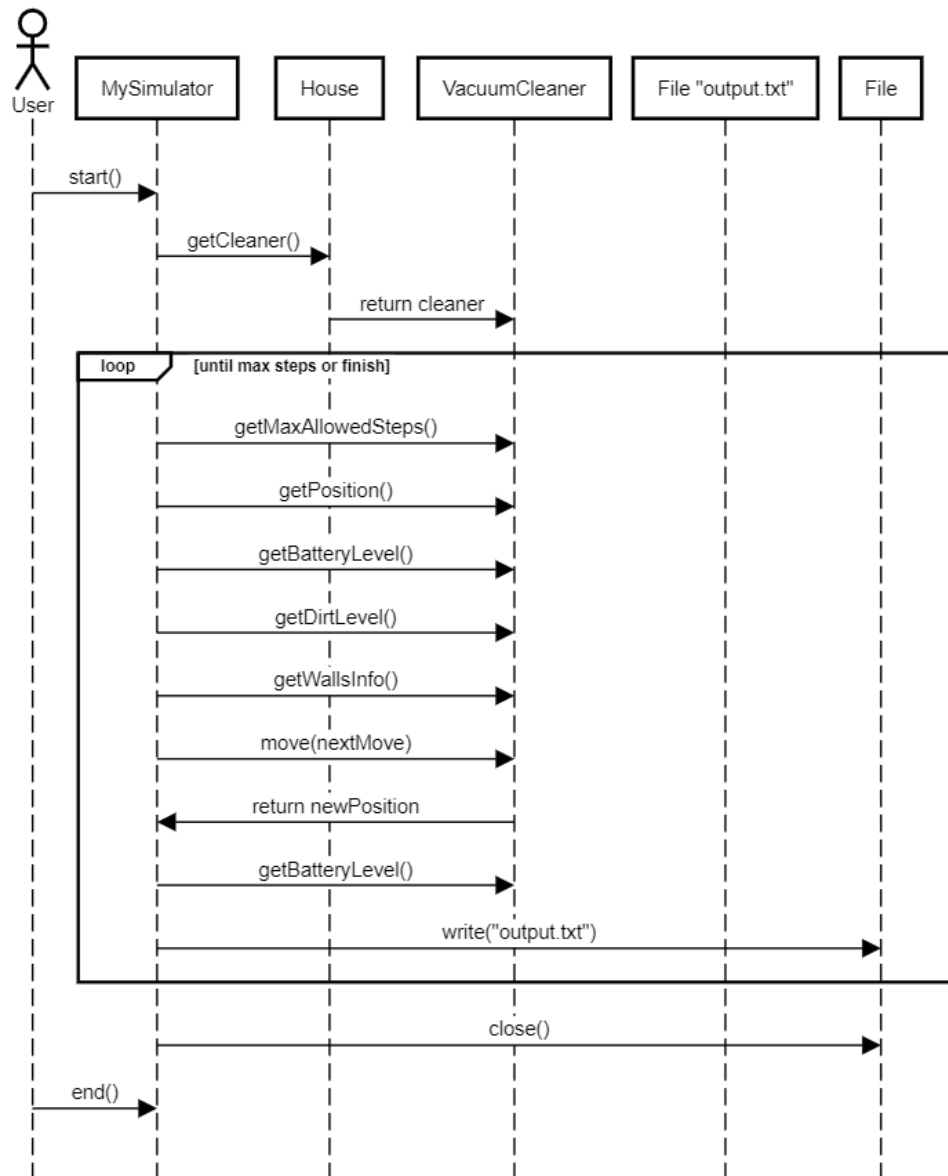 User
MySimulator
House
VacuumCleaner
File "output.txt"
File
start()
getCleaner()
return cleaner
loop
[until max steps or finish]
getMaxAllowedSteps()
getPosition()
getBatteryLevel()
getDirtLevel()
getWallsInfo()
move(nextMove)
return newPosition
getBatteryLevel()
write("output.txt")
close()
end()